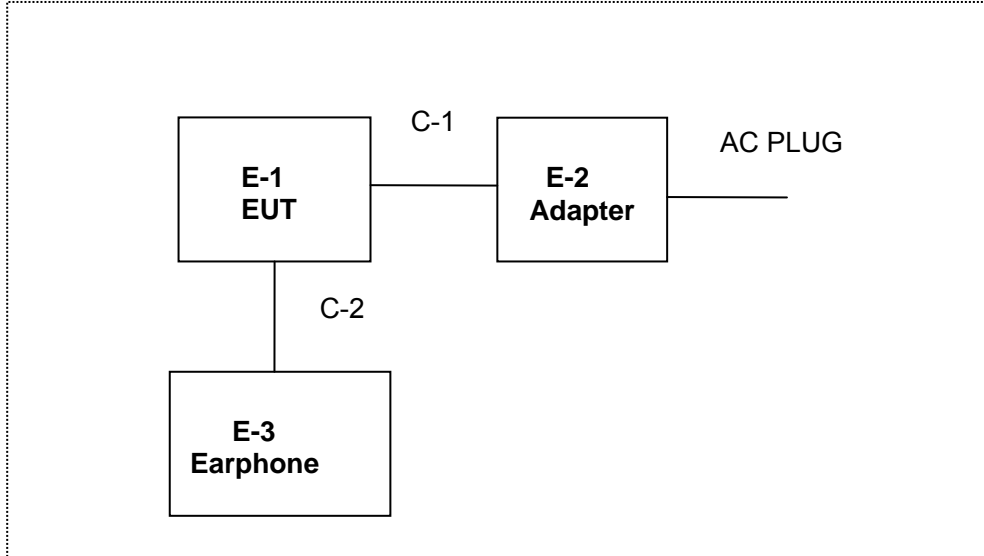 C-1
AC PLUG
E-1
EUT
E-2
Adapter
C-2
E-3
Earphone